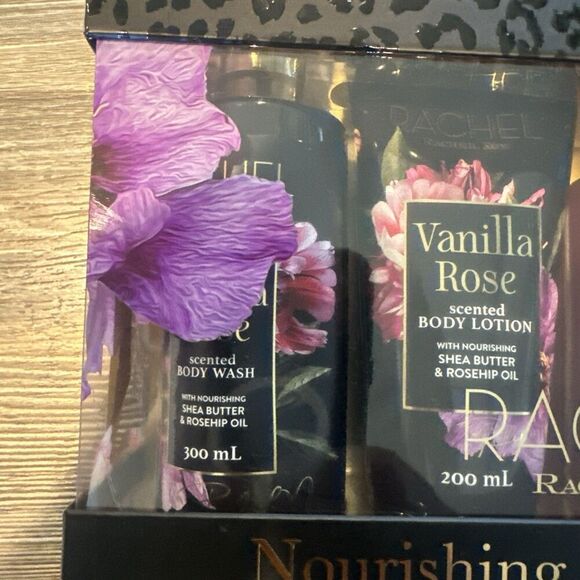 RACHEL
Vanilla
Rose
scented
BODY LOTION
WITH NOURISHING
SHEA BUTTER
& ROSEHIP OIL
200 mL
scented
BODY WASH
WITH NOURISHING
SHEA BUTTER
& ROSEHIP OIL
300 mL
Nourishing